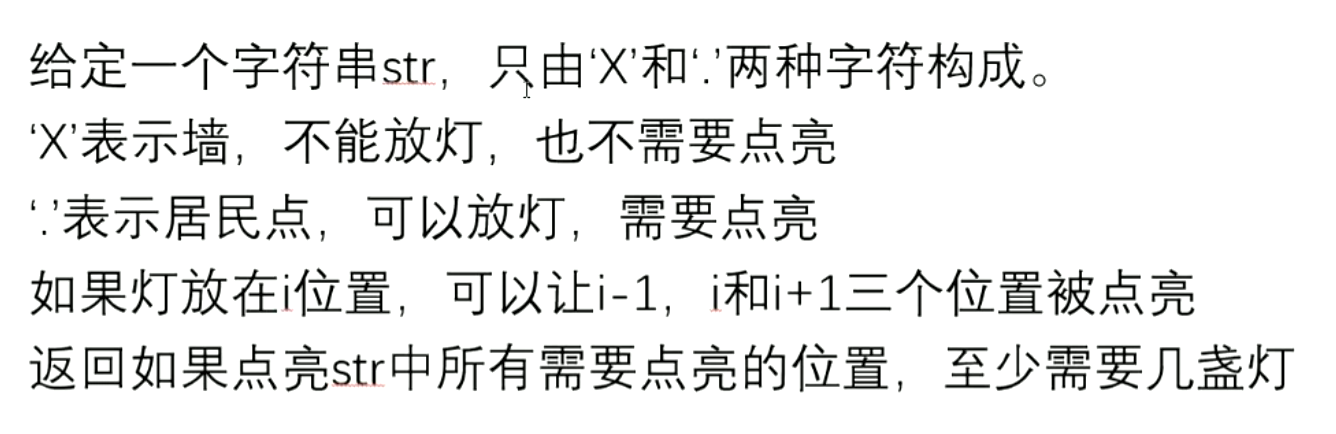 给定一个字符串str，只由‘X’和‘.’两种字符构成。
‘X’表示墙，不能放灯，也不需要点亮
‘.’表示居民点，可以放灯，需要点亮
如果灯放在i位置，可以让i-1，i和i+1三个位置被点亮
返回如果点亮str中所有需要点亮的位置，至少需要几盏灯